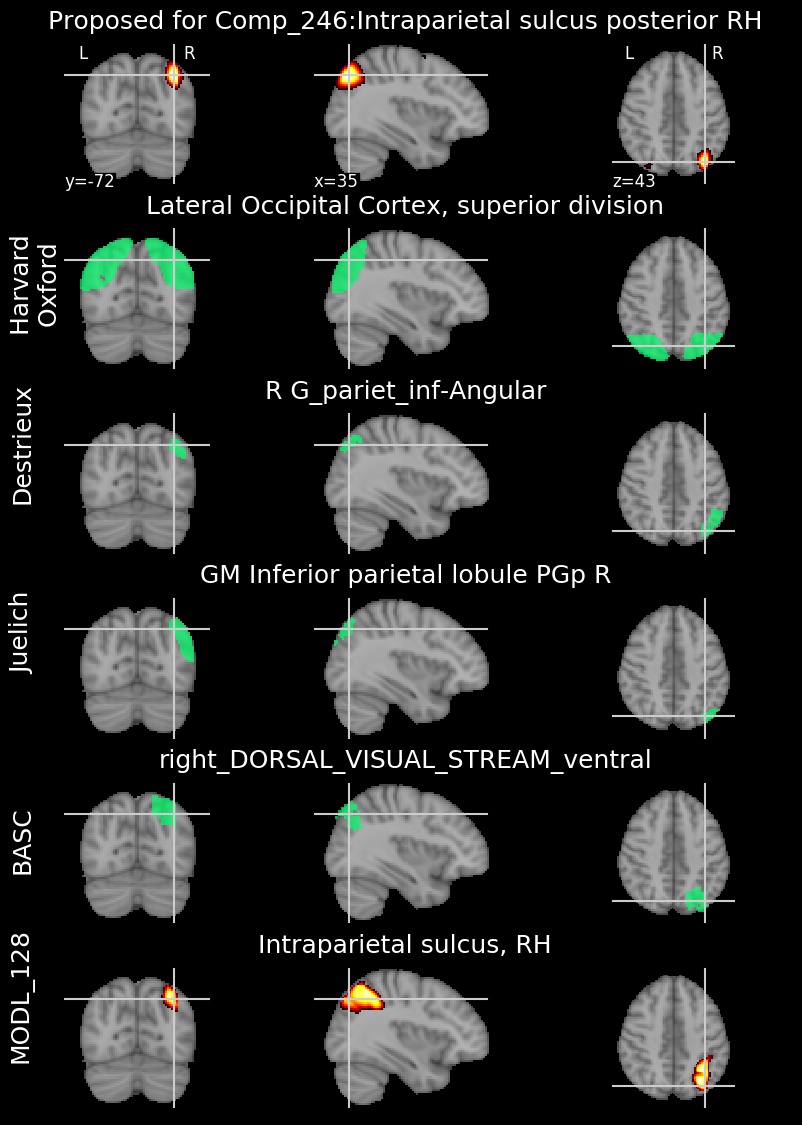 Proposed for Comp_246:Intraparietal sulcus posterior RH
L R L R
y=-72 x=35 z=43
Lateral Occipital Cortex, superior division
Harvard
Oxford
R G_pariet_inf-Angular
Destrieux
GM Inferior parietal lobule PGp R
Juelich
right_DORSAL_VISUAL_STREAM_ventral
BASC
Intraparietal sulcus, RH
MODL_128